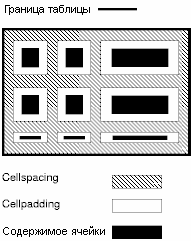 Граница таблицы
Cellspacing
Cellpadding
Содержимое ячейки